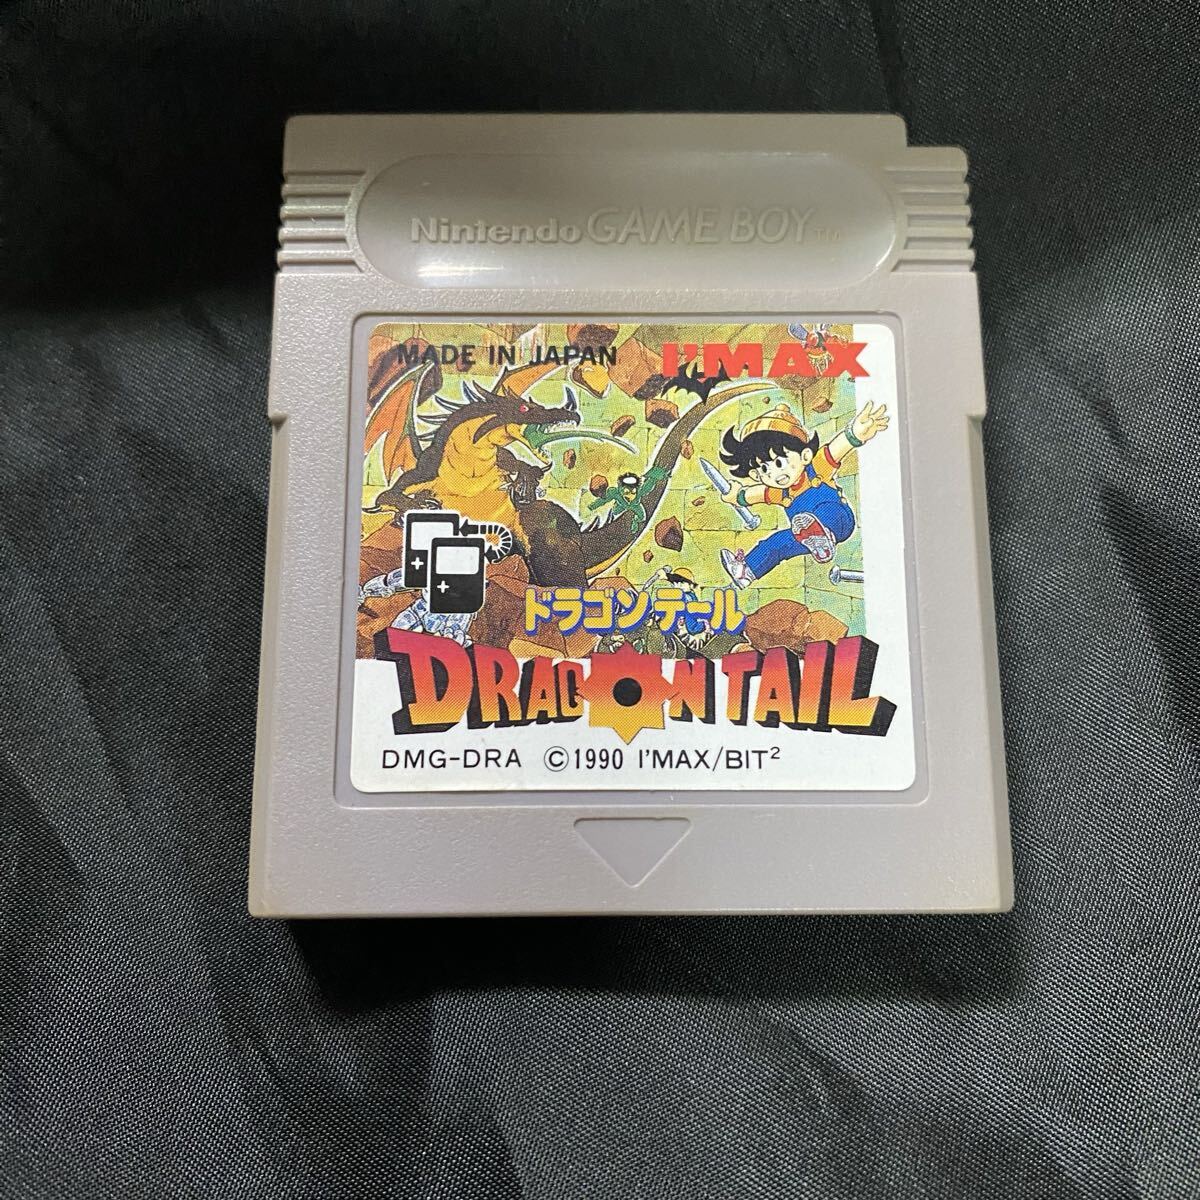 Nintendo GAME BOY TM
MADE IN JAPAN I'MAX
ドラゴンテール
DRAGON TAIL
DMG-DRA ©1990 I'MAX/BIT²